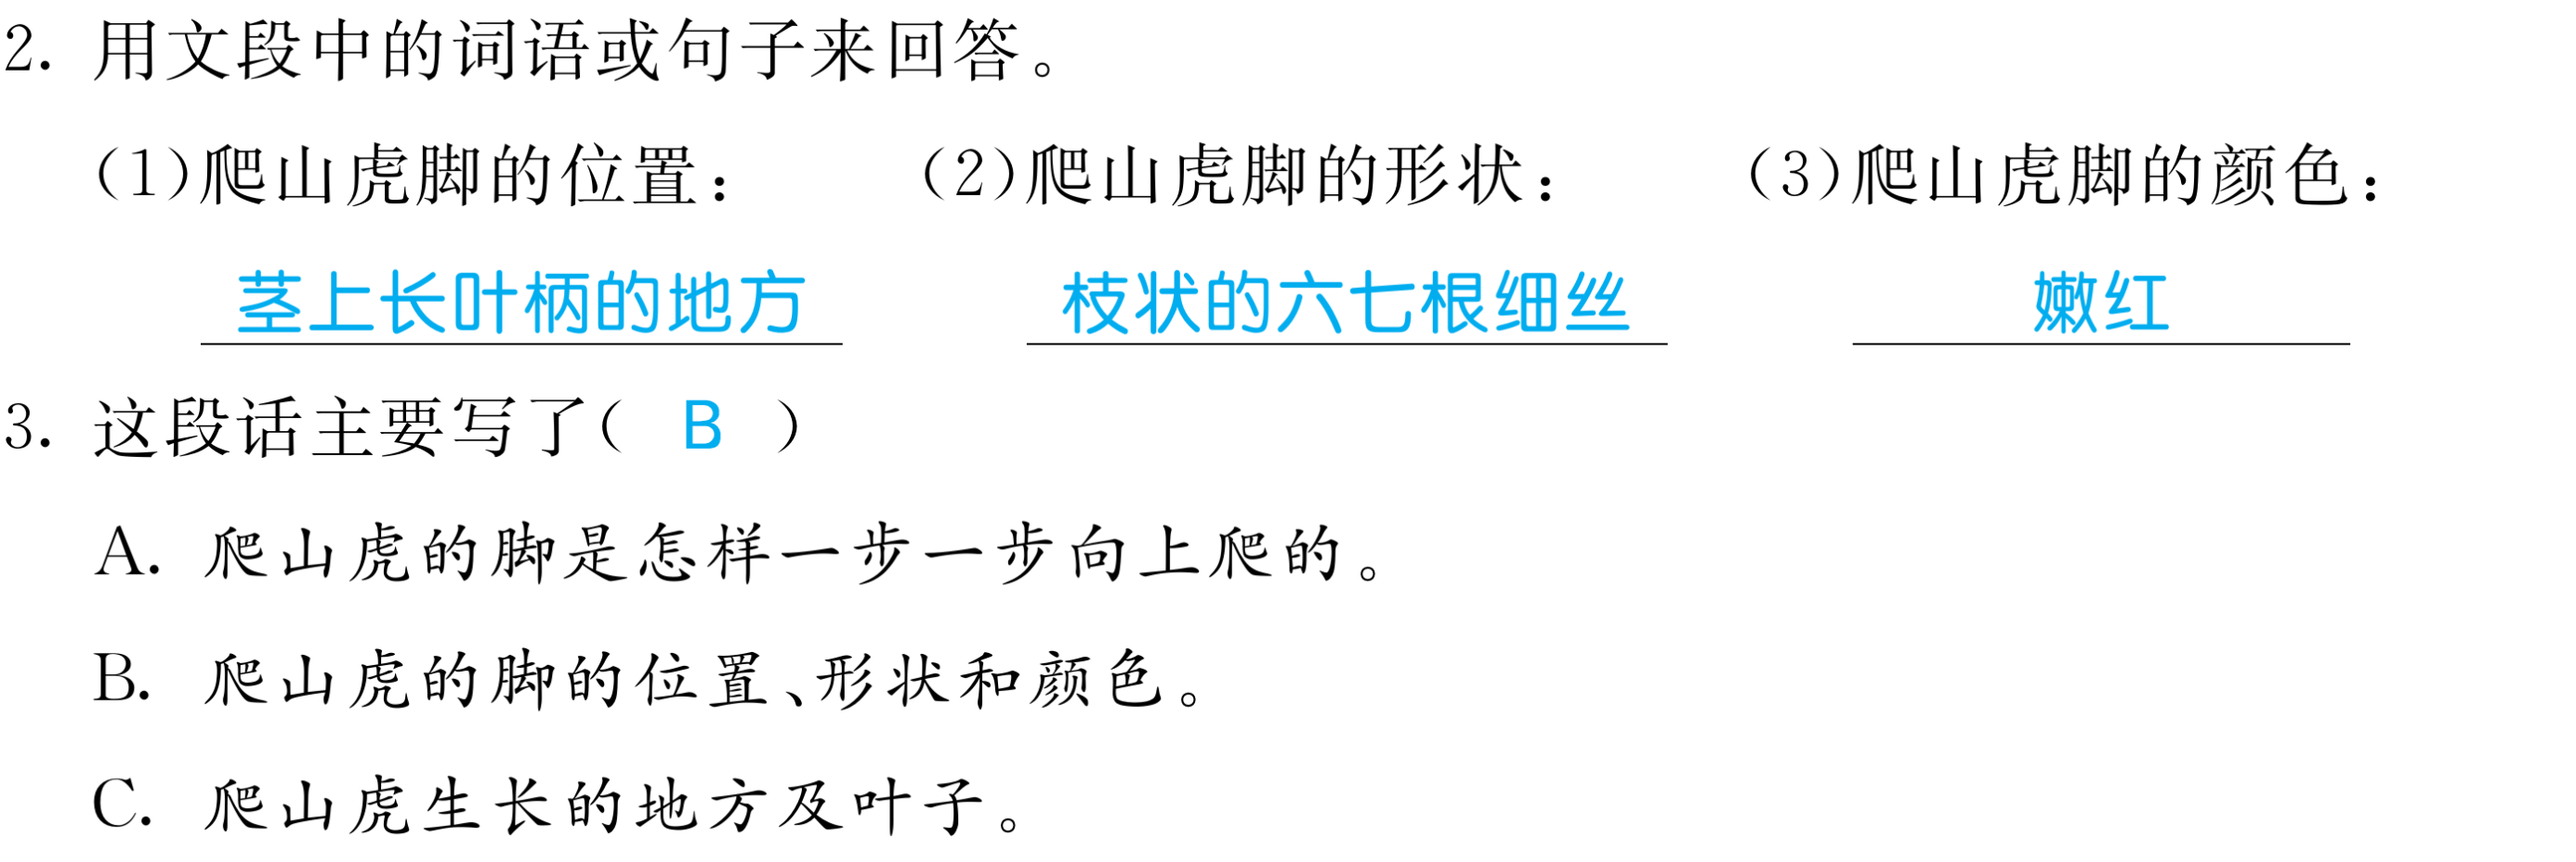 2. 用文段中的词语或句子来回答。
(1)爬山虎脚的位置： (2)爬山虎脚的形状： (3)爬山虎脚的颜色：
茎上长叶柄的地方 枝状的六七根细丝 嫩红
3. 这段话主要写了( B )
A. 爬山虎的脚是怎样一步一步向上爬的。
B. 爬山虎的脚的位置、形状和颜色。
C. 爬山虎生长的地方及叶子。